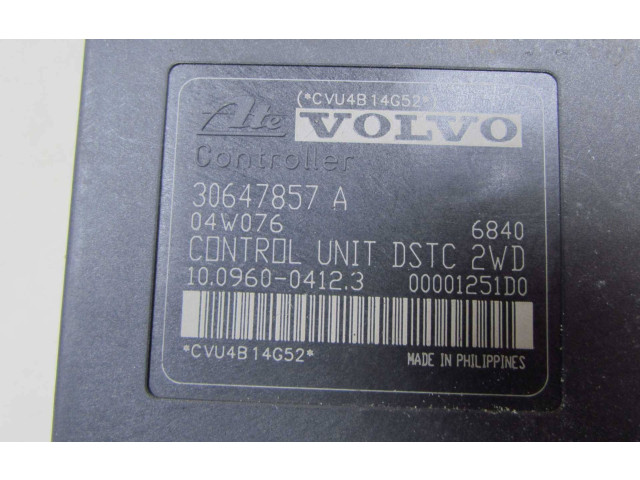 (*CVU4B14G52*
Ate VOLVO
Controller
30647857 A
04W076 6840
CONTROL UNIT DSTC 2WD
10.0960-0412.3 00001251D0
*CVU4B14G52* MADE IN PHILIPPINES